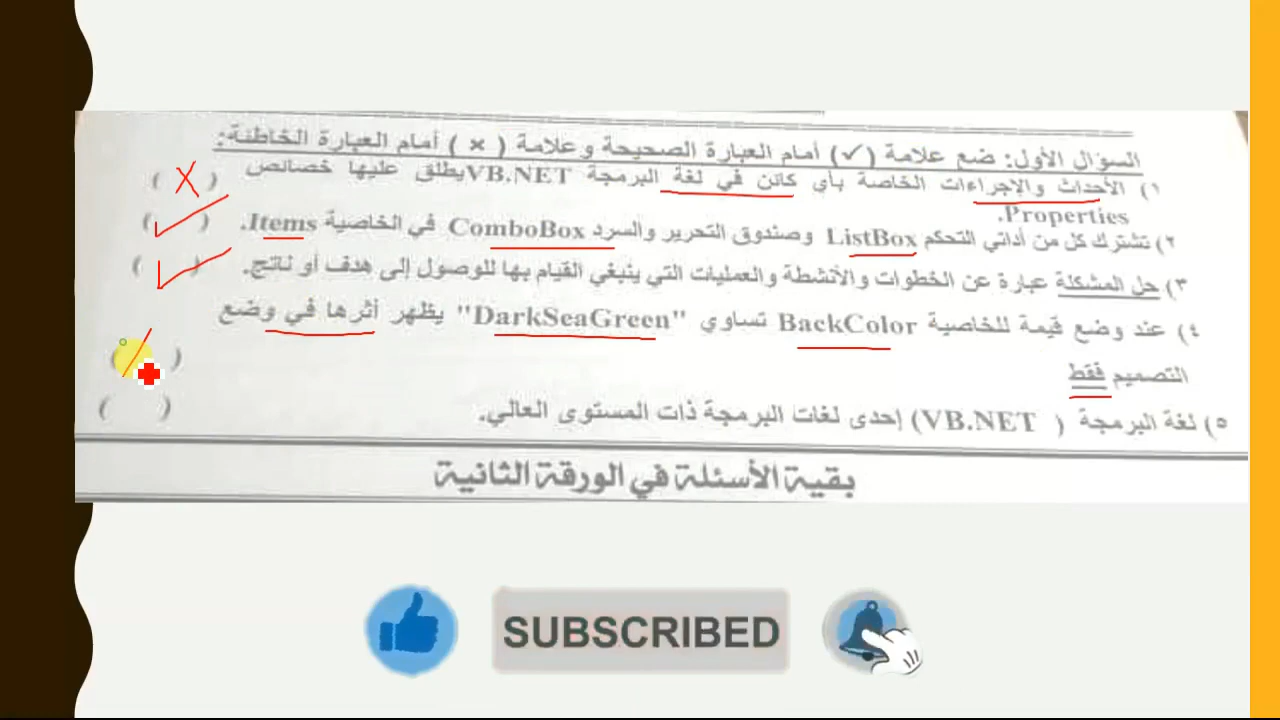 السؤال الأول: ضع علامة (✓) أمام العبارة الصحيحة وعلامة (×) أمام العبارة الخاطئة:
١) الأحداث والإجراءات الخاصة بأي كائن في لغة البرمجة VB.NET يطلق عليها خصائص ( X )
Properties.
٢) تشترك كل من أداتي التحكم ListBox وصندوق التحرير والسرد ComboBox في الخاصية Items. ( ✓ )
٣) حل المشكلة عبارة عن الخطوات والأنشطة والعمليات التي ينبغي القيام بها للوصول إلى هدف أو ناتج. ( ✓ )
٤) عند وضع قيمة للخاصية BackColor تساوي "DarkSeaGreen" يظهر أثرها في وضع
التصميم فقط ( )
٥) لغة البرمجة (VB.NET) إحدى لغات البرمجة ذات المستوى العالي. ( )
بقية الأسئلة في الورقة الثانية
SUBSCRIBED